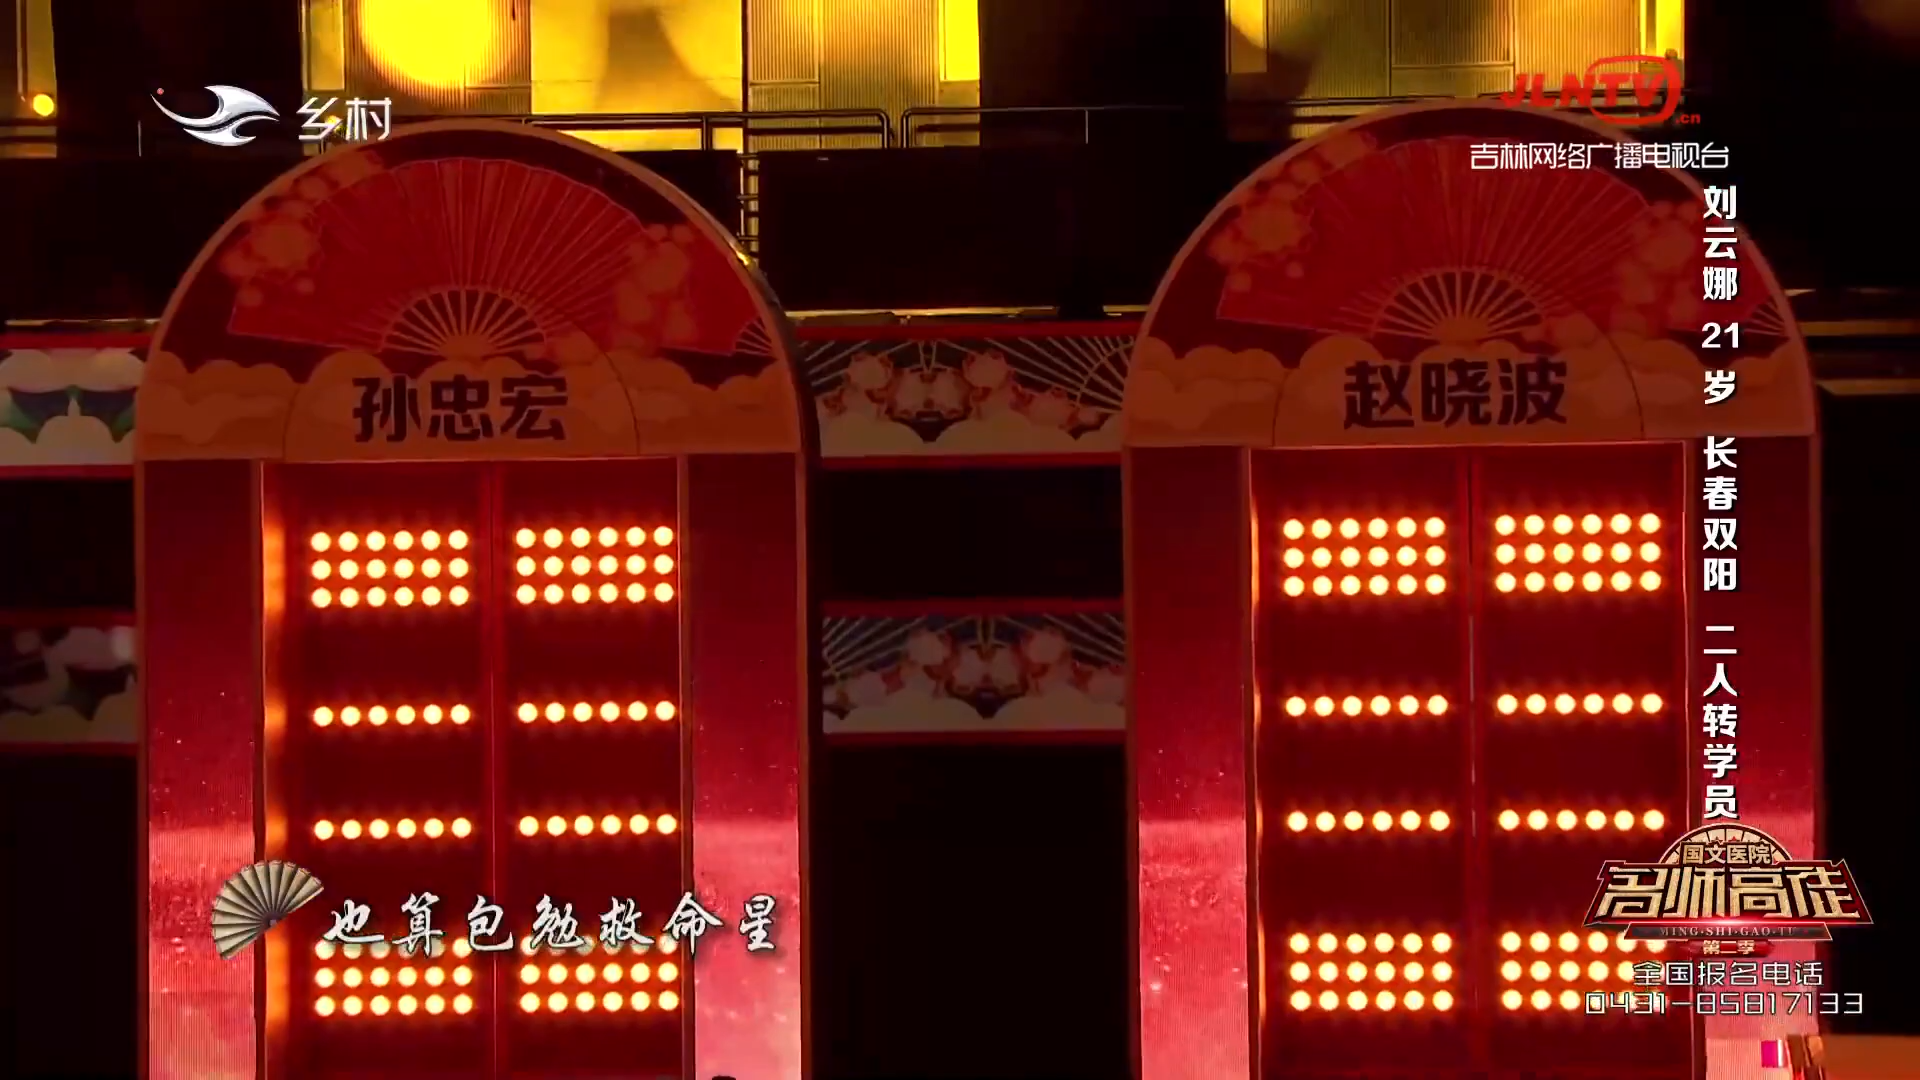 乡村
JLNTV.cn
吉林网络广播电视台
刘云娜 21 岁 长春双阳 二人转学员
孙忠宏
赵晓波
也算包勉救命星
国文医院
名师高徒
MING·SHI·GAO·TU
第二季
全国报名电话
0431-85817133